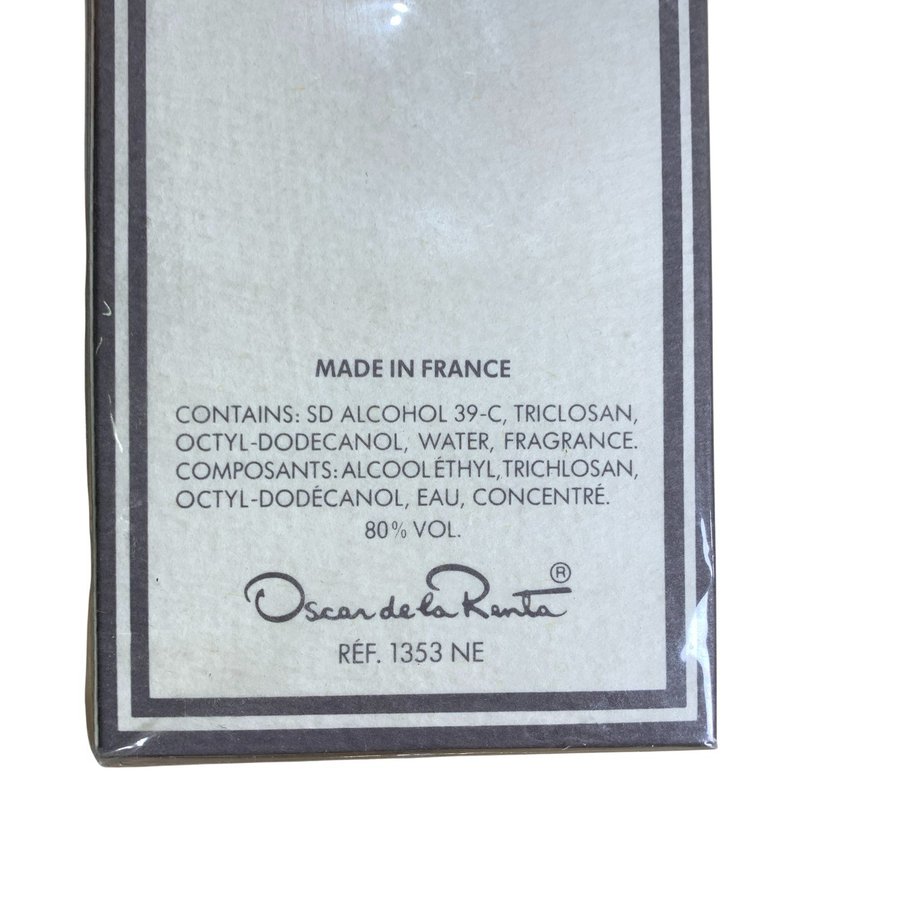 MADE IN FRANCE
CONTAINS: SD ALCOHOL 39-C, TRICLOSAN,
OCTYL-DODECANOL, WATER, FRAGRANCE.
COMPOSANTS: ALCOOL ÉTHYL, TRICHLOSAN,
OCTYL-DODÉCANOL, EAU, CONCENTRÉ.
80% VOL.
Oscar de la Renta ®
RÉF. 1353 NE